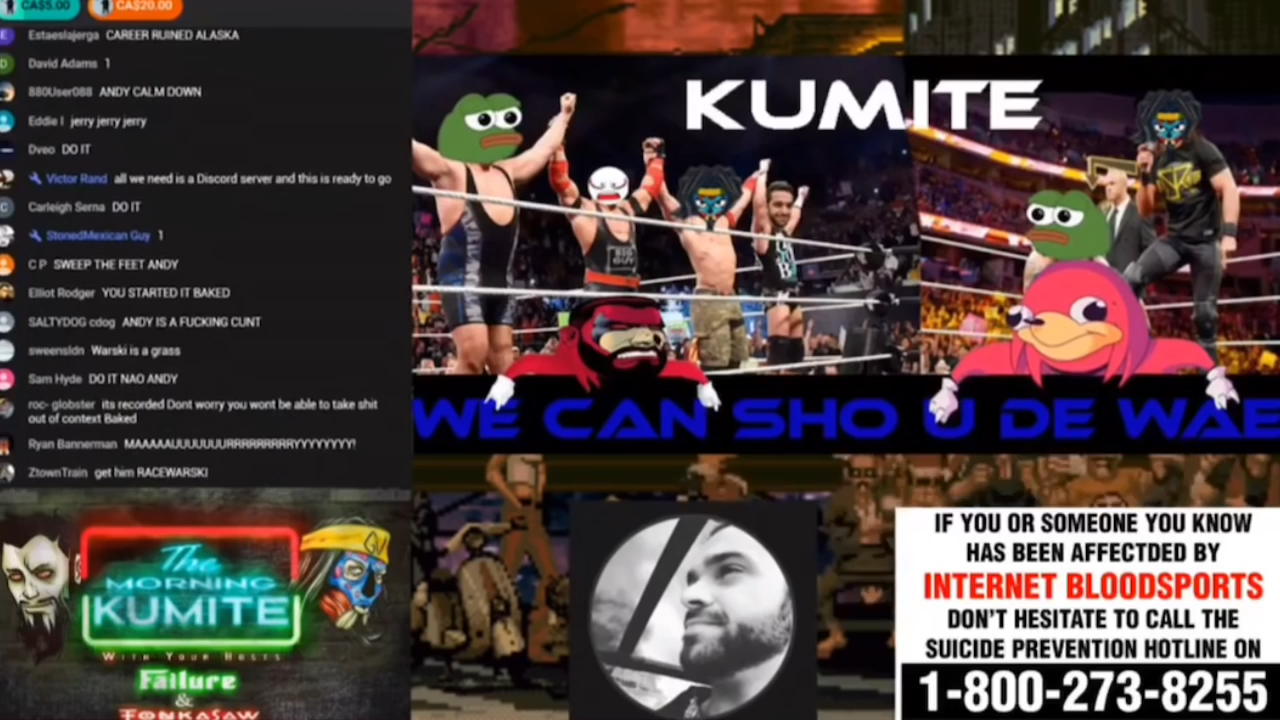 CA$5.00
CA$20.00
Estaeslajerga CAREER RUINED ALASKA
David Adams 1
880User088 ANDY CALM DOWN
Eddie I jerry jerry jerry
Dveo DO IT
Victor Rand all we need is a Discord server and this is ready to go
Carleigh Serna DO IT
StonedMexican Guy 1
C P SWEEP THE FEET ANDY
Elliot Rodger YOU STARTED IT BAKED
SALTYDOG cdog ANDY IS A FUCKING CUNT
sweensldn Warski is a grass
Sam Hyde DO IT NAO ANDY
roc- globster its recorded Dont worry you wont be able to take shit
out of context Baked
Ryan Bannerman MAAAAAUUUUUUURRRRRRRRRYYYYYYYY!
ZtownTrain get him RACEWARSKI
KUMITE
BIG
GUY
WE CAN SHO U DE WAE
The
MORNING
KUMITE
WITH YOUR HOSTS
Failure
&
TONKASAW
IF YOU OR SOMEONE YOU KNOW
HAS BEEN AFFECTDED BY
INTERNET BLOODSPORTS
DON'T HESITATE TO CALL THE
SUICIDE PREVENTION HOTLINE ON
1-800-273-8255